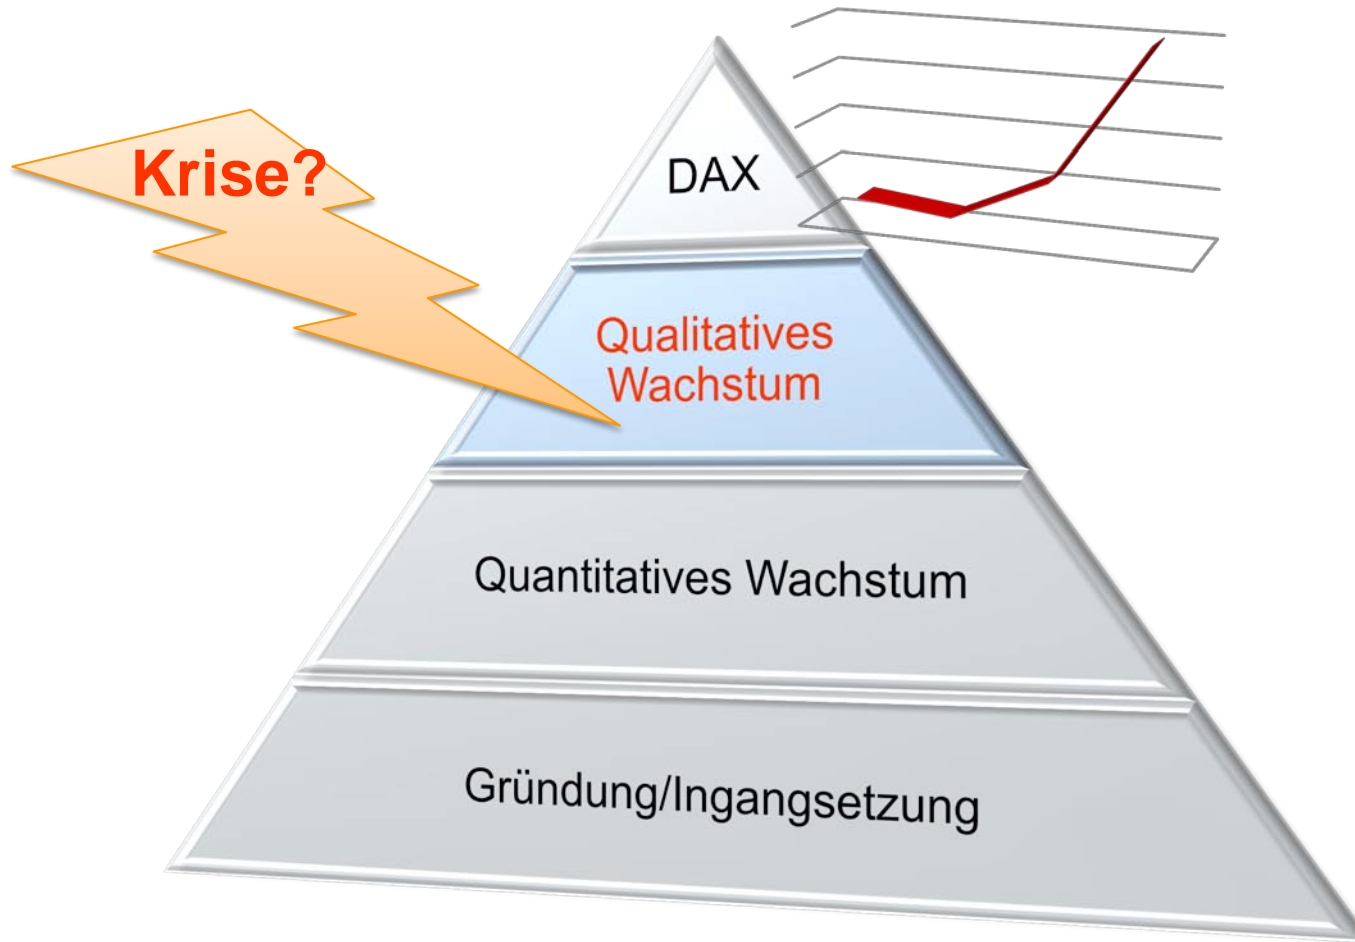 Krise?
DAX
Qualitatives
Wachstum
Quantitatives Wachstum
Gründung/Ingangsetzung